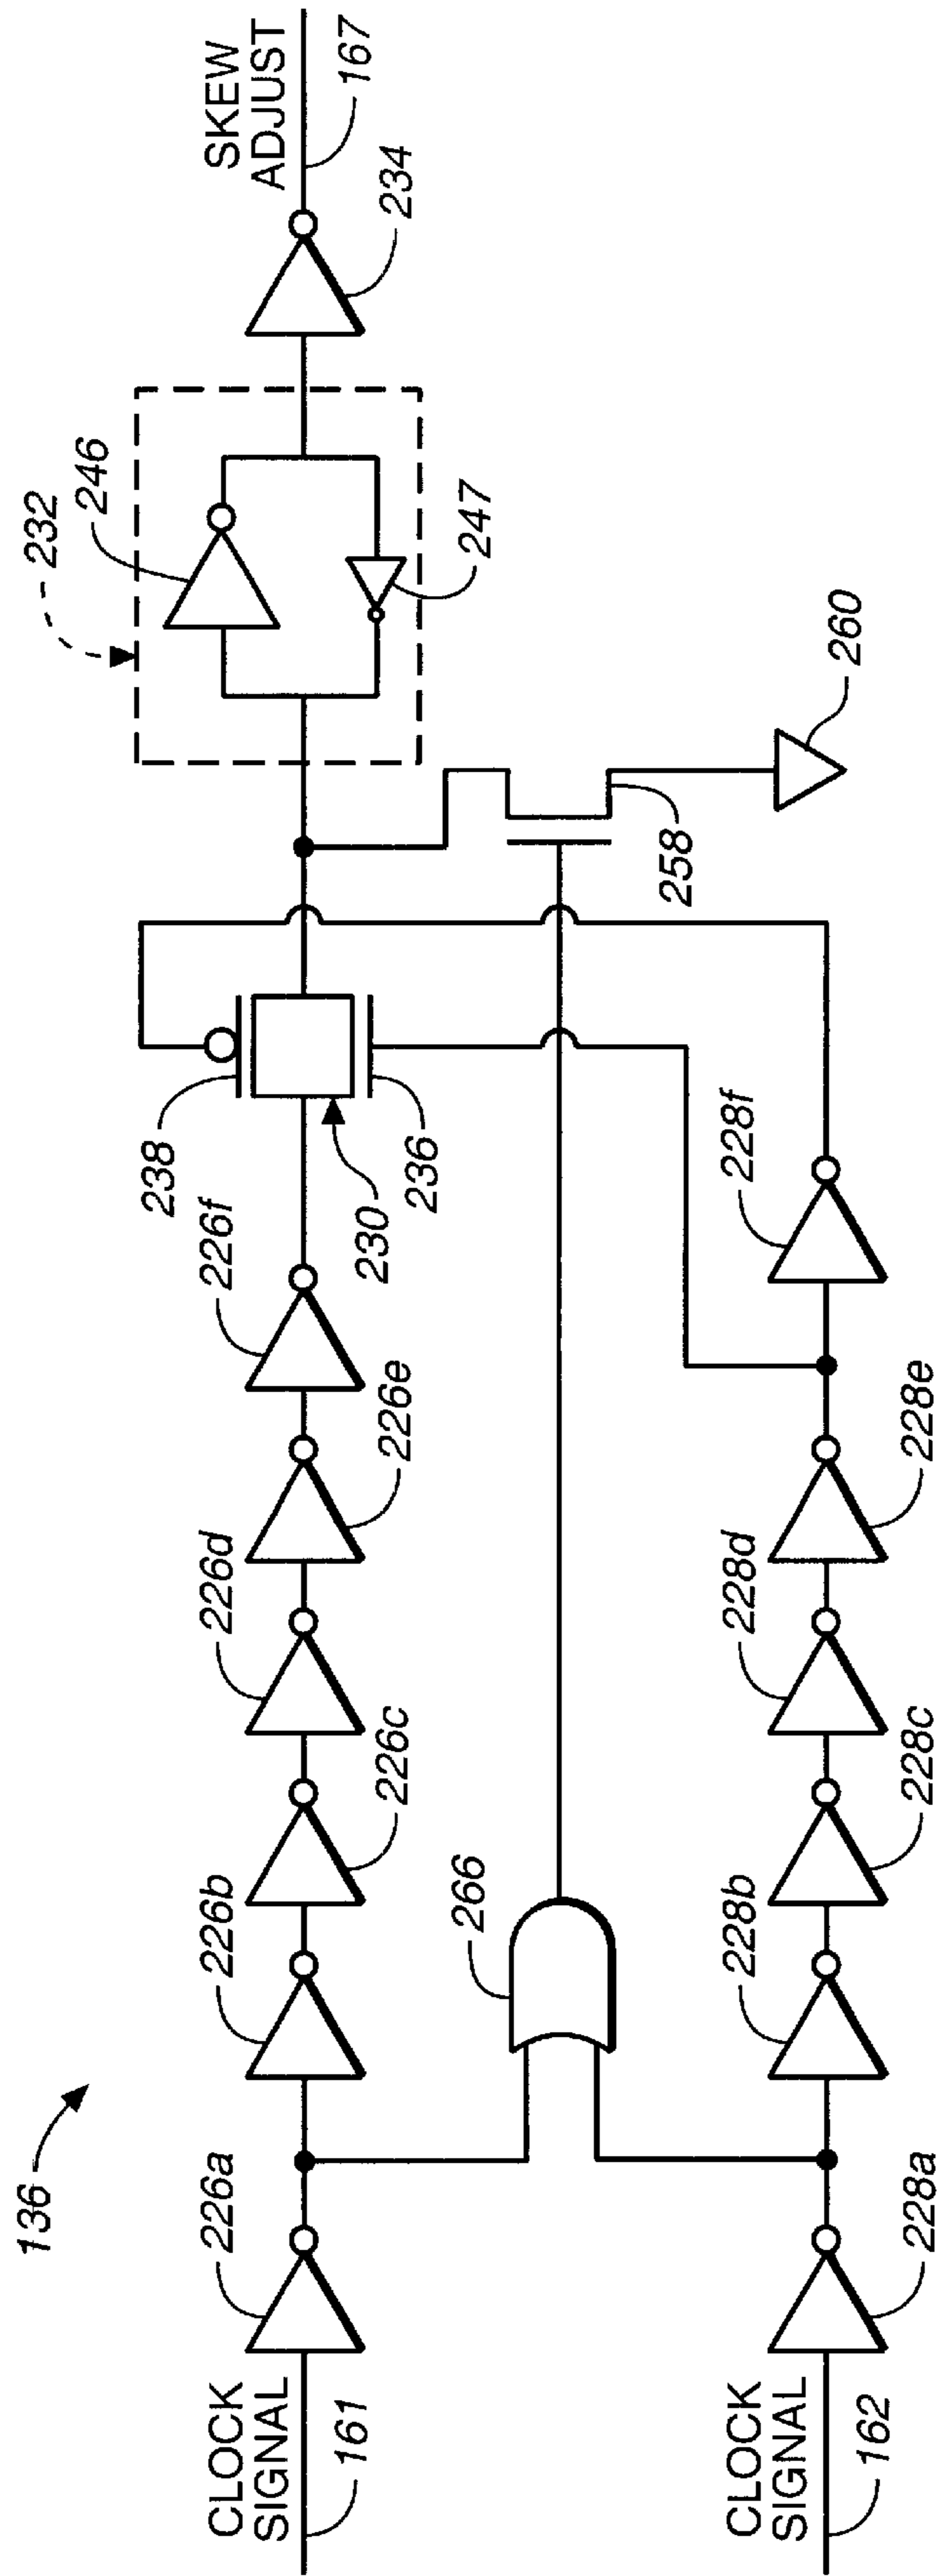 136
CLOCK
SIGNAL
161
226a
226b
226c
226d
226e
226f
238
230
236
232
246
247
234
SKEW
ADJUST
167
266
258
260
CLOCK
SIGNAL
162
228a
228b
228c
228d
228e
228f